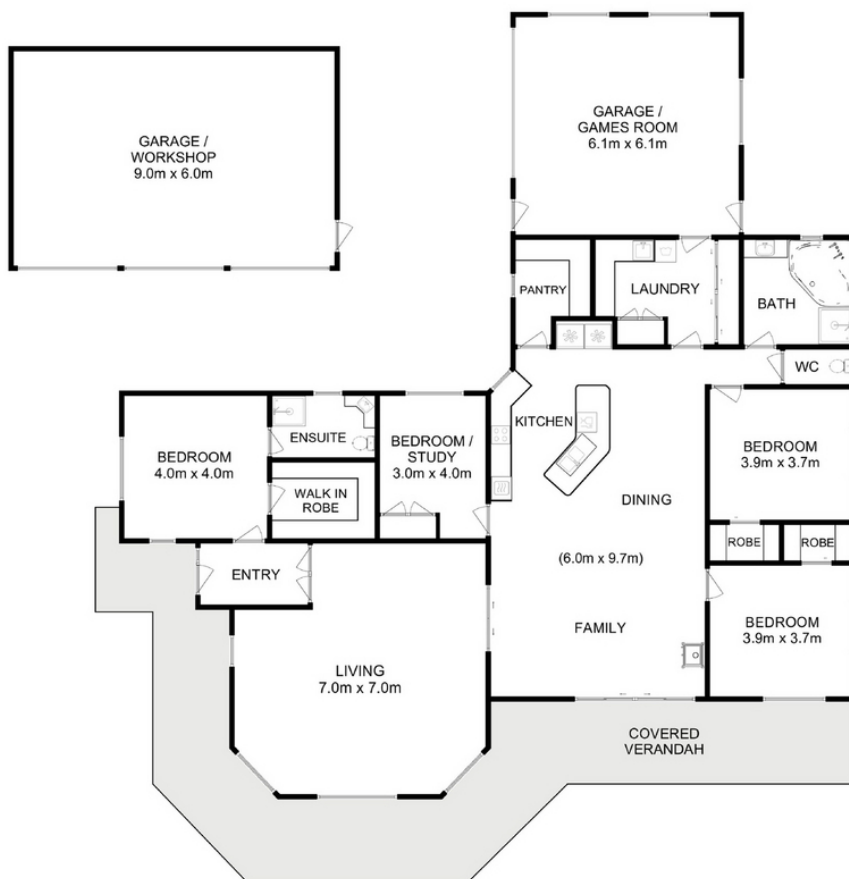 GARAGE /
WORKSHOP
9.0m x 6.0m
GARAGE /
GAMES ROOM
6.1m x 6.1m
PANTRY
LAUNDRY
BATH
WC
KITCHEN
BEDROOM
4.0m x 4.0m
ENSUITE
BEDROOM /
STUDY
3.0m x 4.0m
WALK IN
ROBE
BEDROOM
3.9m x 3.7m
DINING
ROBE
ROBE
(6.0m x 9.7m)
ENTRY
FAMILY
BEDROOM
3.9m x 3.7m
LIVING
7.0m x 7.0m
COVERED
VERANDAH